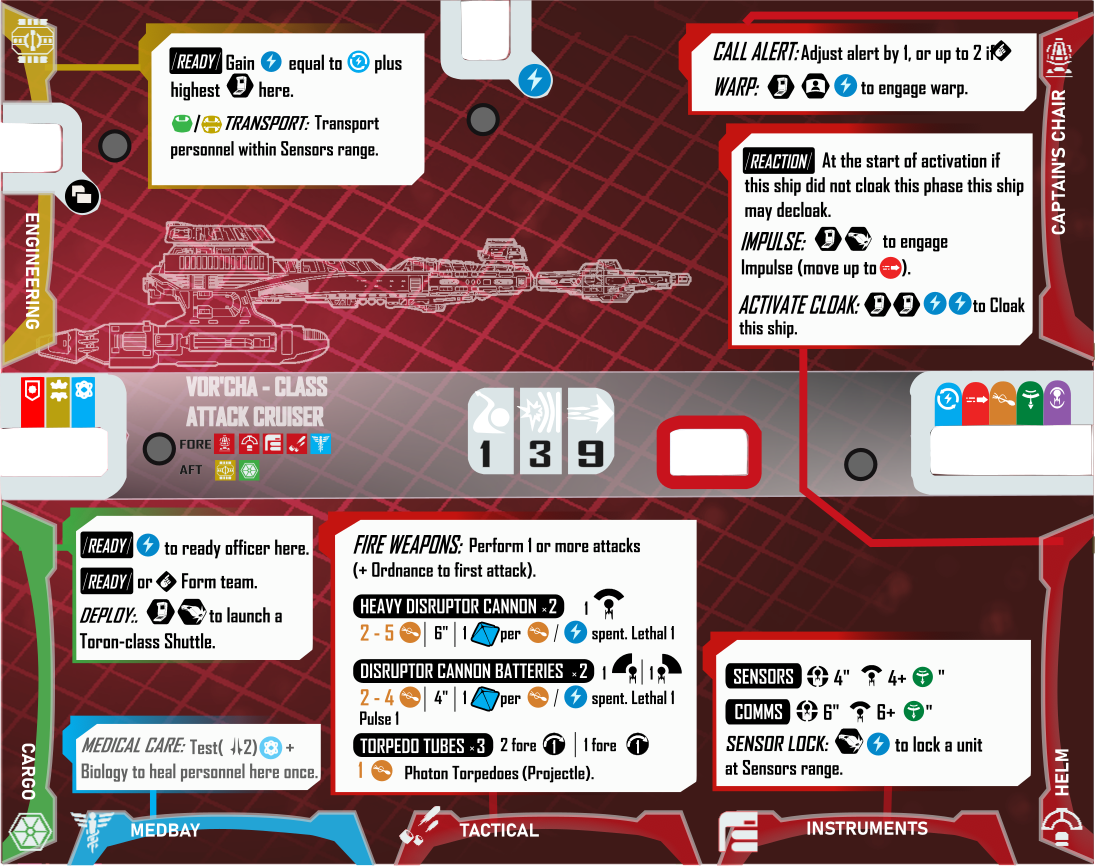 READY Gain equal to plus
highest here.
/ TRANSPORT: Transport
personnel within Sensors range.
ENGINEERING
CALL ALERT: Adjust alert by 1, or up to 2 if
WARP: to engage warp.
CAPTAIN'S CHAIR
REACTION At the start of activation if
this ship did not cloak this phase this ship
may decloak.
IMPULSE: to engage
Impulse (move up to ).
ACTIVATE CLOAK: to Cloak
this ship.
VOR'CHA - CLASS
ATTACK CRUISER
FORE
AFT
1 3 9
READY to ready officer here.
READY or Form team.
DEPLOY: to launch a
Toron-class Shuttle.
CARGO
MEDICAL CARE: Test( 2) +
Biology to heal personnel here once.
MEDBAY
FIRE WEAPONS: Perform 1 or more attacks
(+ Ordnance to first attack).
HEAVY DISRUPTOR CANNON x2 1
2 - 5 | 6" | 1 per / spent. Lethal 1
DISRUPTOR CANNON BATTERIES x2 1 | 1
2 - 4 | 4" | 1 per / spent. Lethal 1
Pulse 1
TORPEDO TUBES x3 2 fore 1 | 1 fore 1
1 Photon Torpedoes (Projectle).
TACTICAL
SENSORS 4" 4+ "
COMMS 6" 6+ "
SENSOR LOCK: to lock a unit
at Sensors range.
INSTRUMENTS
HELM